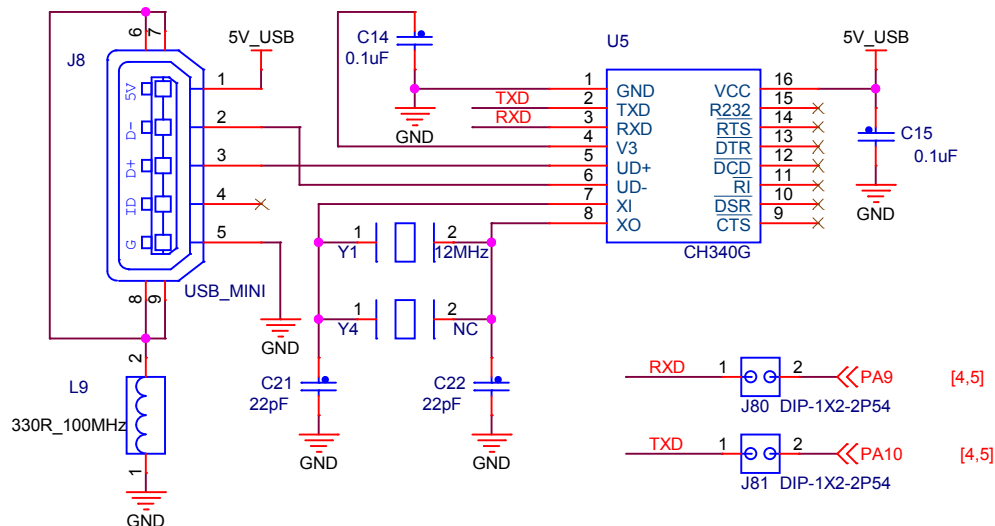 6 7
J8
5V_USB
1
2
3
4
5
5V
D-
D+
ID
G
8 9
USB_MINI
GND
2
L9
330R_100MHz
1
GND
C14
0.1uF
GND
TXD
RXD
U5
1 GND VCC 16
2 TXD R232 15
3 RXD RTS 14
4 V3 DTR 13
5 UD+ DCD 12
6 UD- RI 11
7 XI DSR 10
8 XO CTS 9
CH340G
5V_USB
C15
0.1uF
GND
1 2
Y1 12MHz
1 2
Y4 NC
C21
22pF
GND
C22
22pF
GND
RXD 1 2 PA9 [4,5]
J80 DIP-1X2-2P54
TXD 1 2 PA10 [4,5]
J81 DIP-1X2-2P54